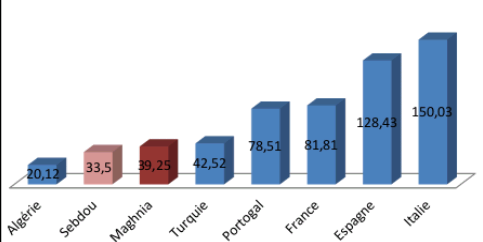 20,12
33,5
39,25
42,52
78,51
81,81
128,43
150,03
Algérie
Sebdou
Maghnia
Turquie
Portogal
France
Espagne
Italie